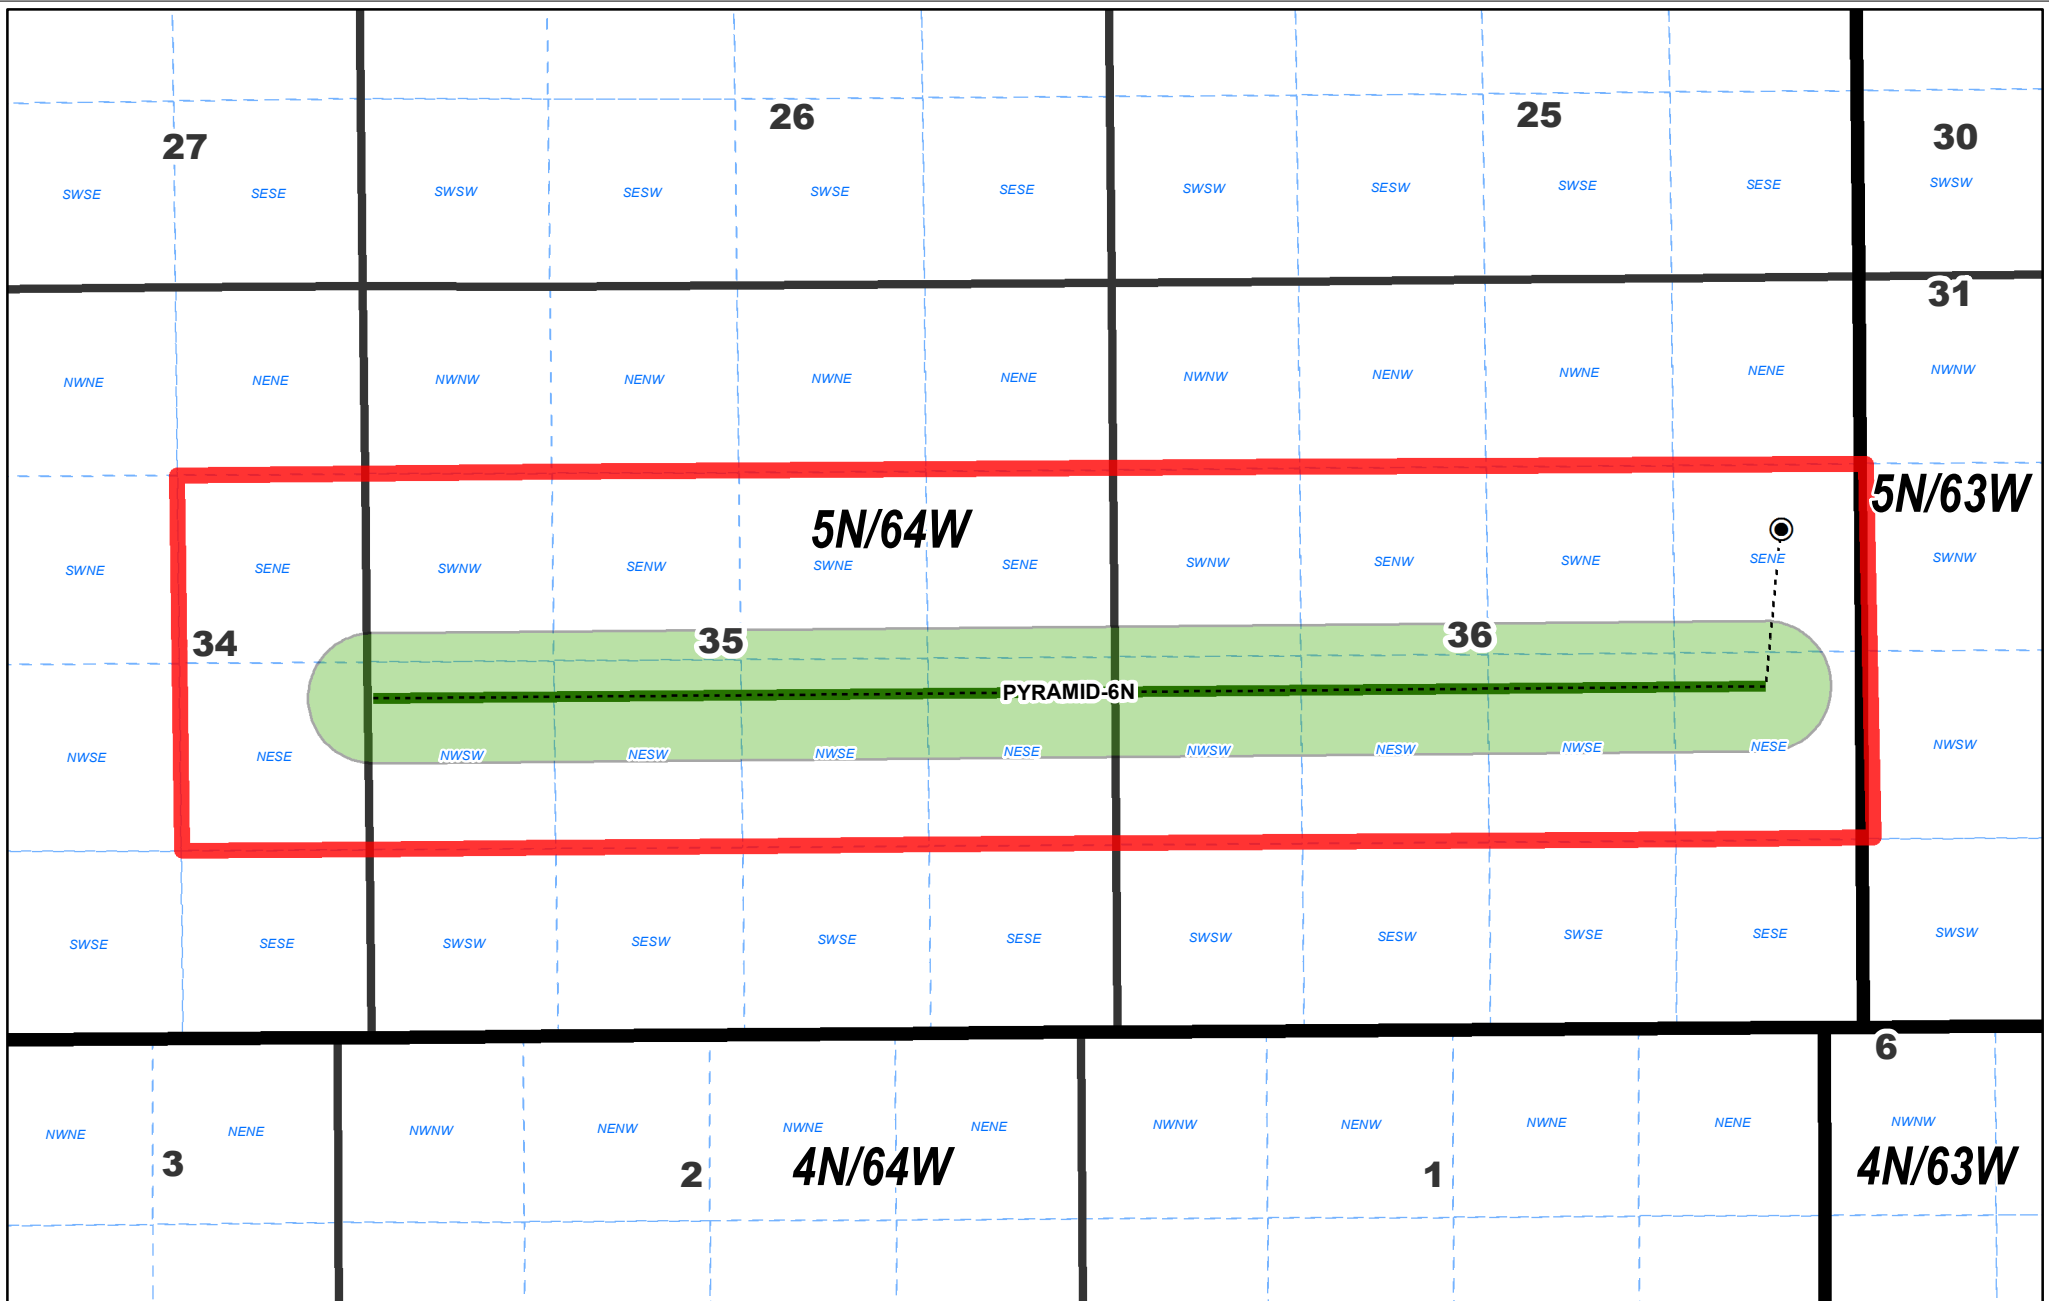 26
25
27
30
SWSE SESE SWSW SESW SWSE SESE SWSW SESW SWSE SESE SWSW
31
NWNE NENE NWNW NENW NWNE NENE NWNW NENW NWNE NENE NWNW
5N/63W
5N/64W
SWNE SENE SWNW SENW SWNE SENE SWNW SENW SWNE SENE SWNW
34 35 36
PYRAMID-6N
NWSE NESE NWSW NESW NWSE NESE NWSW NESW NWSE NESE NWSW
SWSE SESE SWSW SESW SWSE SESE SWSW SESW SWSE SESE SWSW
6
NWNE NENE NWNW NENW NWNE NENE NWNW NENW NWNE NENE NWNW
3 2 4N/64W 1 4N/63W